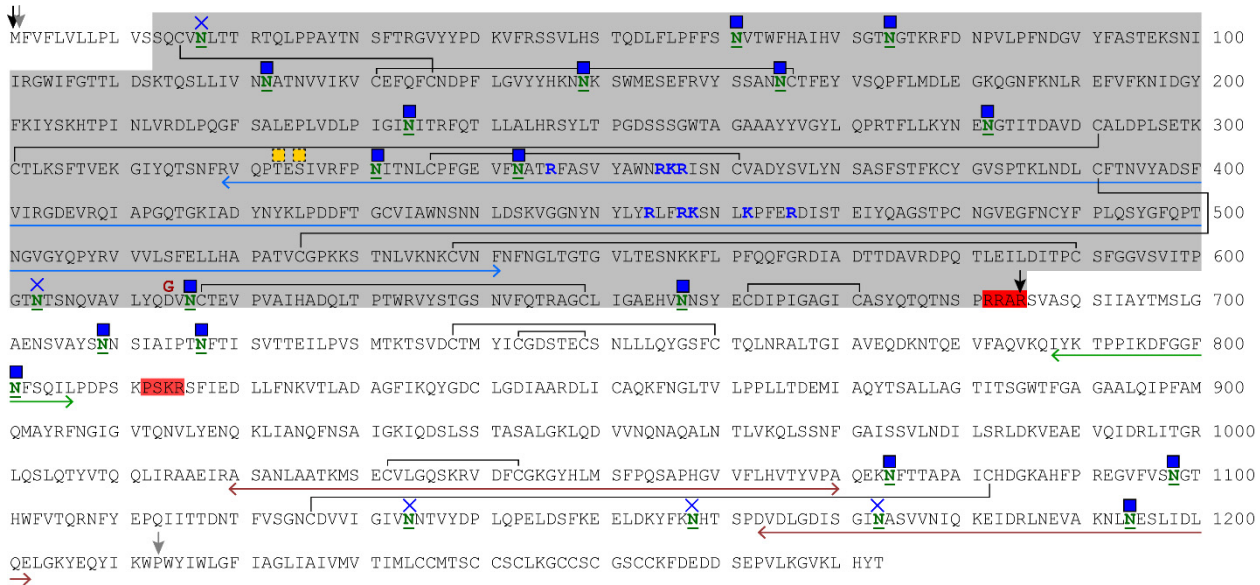 MFVFLVLLPL VSSQCVNLTT RTQLPPAYTN SFTRGVYYPD KVFRSSVLHS TQDLFLPFFS NVTWFHAIHV SGTNGTKRFD NPVLPFNDGV YFASTEKSNI 100
IRGWIFGTTL DSKTQSLLIV NNATNVVIKV CEFQFCNDPF LGVYYHKNNK SWMESEFRVY SSANNCTFEY VSQPFLMDLE GKQGNFKNLR EFVFKNIDGY 200
FKIYSKHTPI NLVRDLPQGF SALEPLVDLP IGINITRFQT LLALHRSYLT PGDSSSGWTA GAAAYYVGYL QPRTFLLKYN ENGTITDAVD CALDPLSETK 300
CTLKSFTVEK GIYQTSNFRV QPTESIVRFP NITNLCPFGE VFNATRFASV YAWNRKRISN CVADYSVLYN SASFSTFKCY GVSPTKLNDL CFTNVYADSF 400
VIRGDEVRQI APGQTGKIAD YNYKLPDDFT GCVIAWNSNN LDSKVGGNYN YLYRLFRKSN LKPFERDIST EIYQAGSTPC NGVEGFNCYF PLQSYGFQPT 500
NGVGYQPYRV VVLSFELLHA PATVCGPKKS TNLVKNKCVN FNFNGLTGTG VLTESNKKFL PFQQFGRDIA DTTDAVRDPQ TLEILDITPC SFGGVSVITP 600
G
GTNTSNQVAV LYQDVNCTEV PVAIHADQLT PTWRVYSTGS NVFQTRAGCL IGAEHVNNSY ECDIPIGAGI CASYQTQTNS PRRARSVASQ SIIAYTMSLG 700
AENSVAYSNN SIAIPTNFTI SVTTEILPVS MTKTSVDCTM YICGDSTECS NLLLQYGSFC TQLNRALTGI AVEQDKNTQE VFAQVKQIYK TPPIKDFGGF 800
NFSQILPDPS KPSKRSFIED LLFNKVTLAD AGFIKQYGDC LGDIAARDLI CAQKFNGLTV LPPLLTDEMI AQYTSALLAG TITSGWTFGA GAALQIPFAM 900
QMAYRFNGIG VTQNVLYENQ KLIANQFNSA IGKIQDSLSS TASALGKLQD VVNQNAQALN TLVKQLSSNF GAISSVLNDI LSRLDKVEAE VQIDRLITGR 1000
LQSLQTYVTQ QLIRAAEIRA SANLAATKMS ECVLGQSKRV DFCGKGYHLM SFPQSAPHGV VFLHVTYVPA QEKNFTTAPA ICHDGKAHFP REGVFVSNGT 1100
HWFVTQRNFY EPQIITTDNT FVSGNCDVVI GIVNNTVYDP LQPELDSFKE ELDKYFKNHT SPDVDLGDIS GINASVVNIQ KEIDRLNEVA KNLNESLIDL 1200
QELGKYEQYI KWPWYIWLGF IAGLIAIVMV TIMLCCMTSC CSCLKGCCSC GSCCKFDEDD SEPVLKGVKL HYT